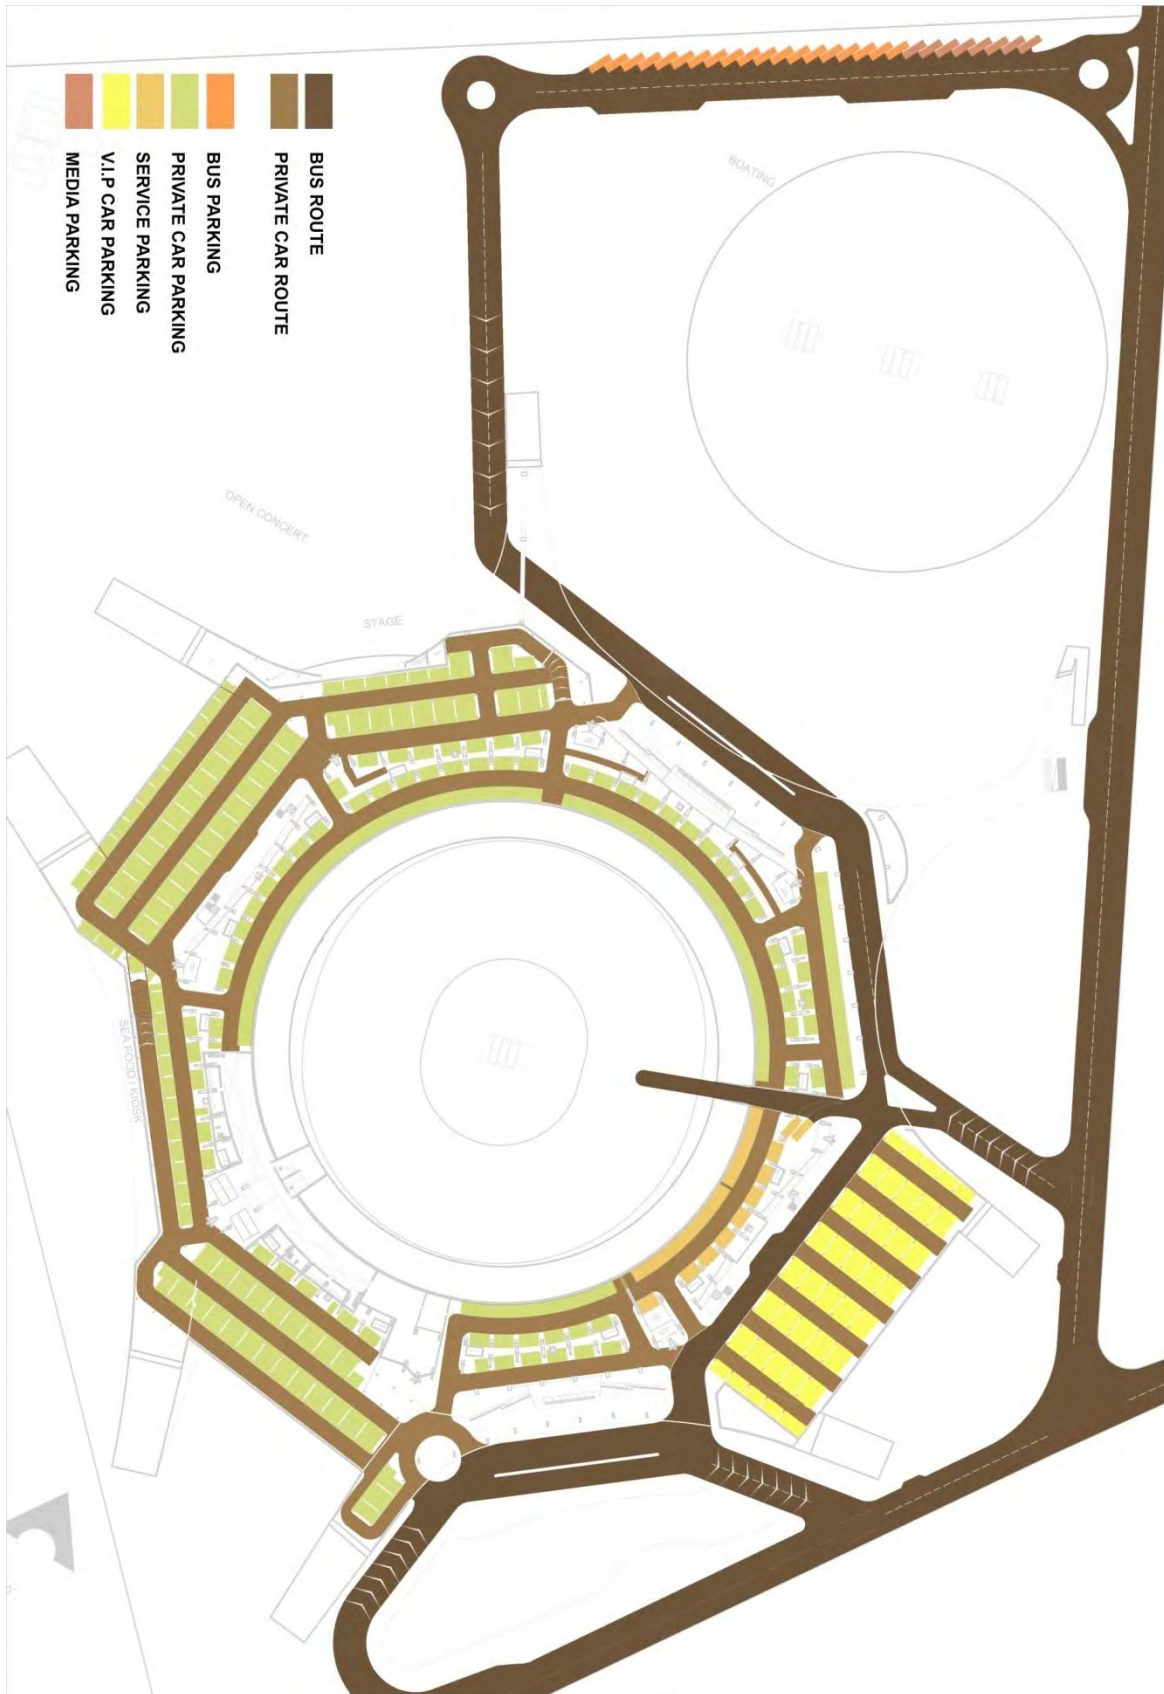 BUS ROUTE
PRIVATE CAR ROUTE
BUS PARKING
PRIVATE CAR PARKING
SERVICE PARKING
V.I.P CAR PARKING
MEDIA PARKING
BOATING
OPEN CONCERT
STAGE
SEA FOOD / KIOSK